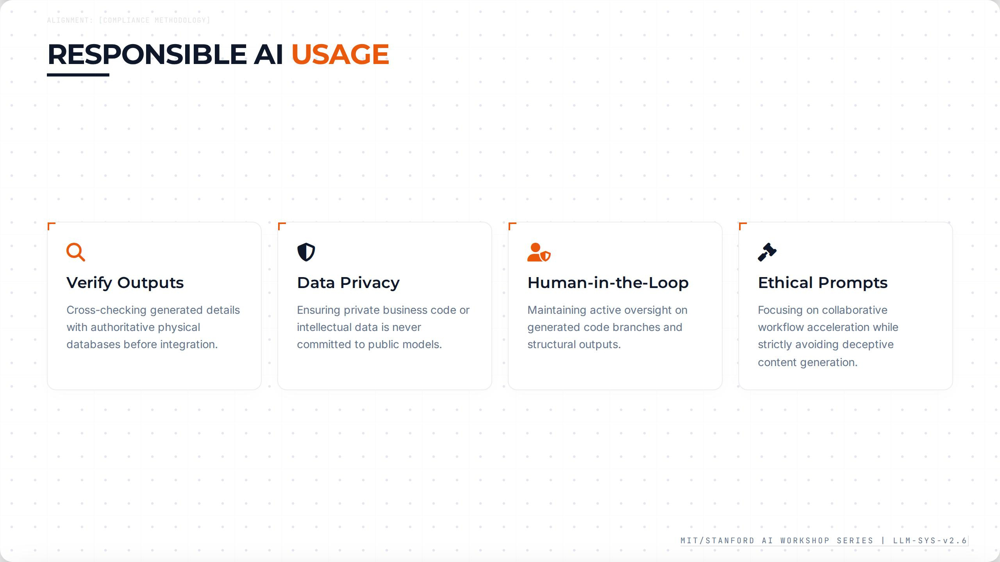 ALIGNMENT: [COMPLIANCE METHODOLOGY]
RESPONSIBLE AI USAGE
Verify Outputs
Cross-checking generated details
with authoritative physical
databases before integration.
Data Privacy
Ensuring private business code or
intellectual data is never
committed to public models.
Human-in-the-Loop
Maintaining active oversight on
generated code branches and
structural outputs.
Ethical Prompts
Focusing on collaborative
workflow acceleration while
strictly avoiding deceptive
content generation.
MIT/STANFORD AI WORKSHOP SERIES | LLM-SYS-v2.6